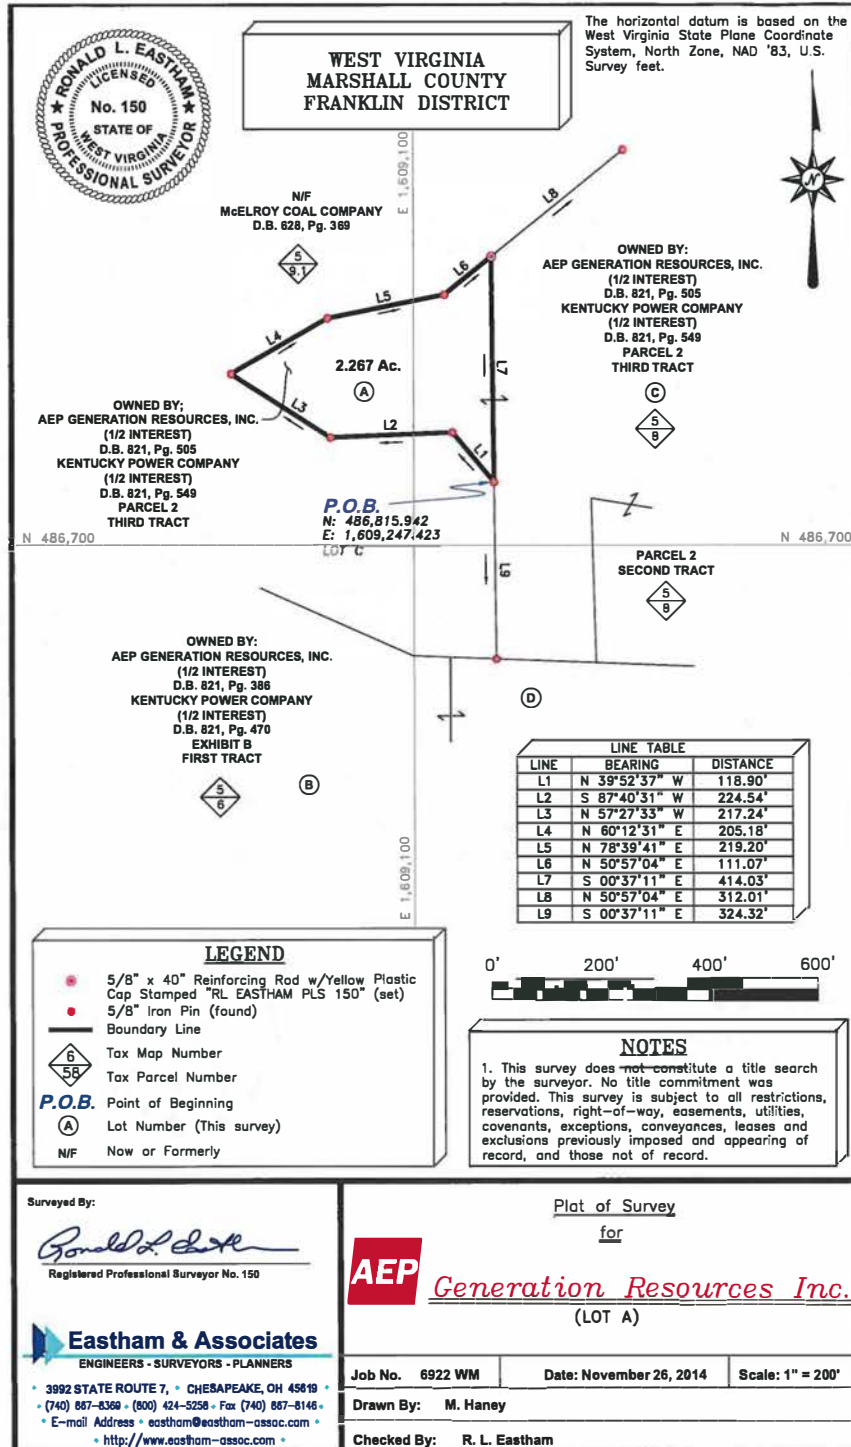 RONALD L. EASTHAM
LICENSED
No. 150
STATE OF
WEST VIRGINIA
PROFESSIONAL SURVEYOR
WEST VIRGINIA
MARSHALL COUNTY
FRANKLIN DISTRICT
The horizontal datum is based on the
West Virginia State Plane Coordinate
System, North Zone, NAD '83, U.S.
Survey feet.
N
E 1,609,100
N/F
McELROY COAL COMPANY
D.B. 628, Pg. 369
5
9.1
L8
L6
L5
L4
L7
L3
L2
L1
2.267 Ac.
A
OWNED BY:
AEP GENERATION RESOURCES, INC.
(1/2 INTEREST)
D.B. 821, Pg. 505
KENTUCKY POWER COMPANY
(1/2 INTEREST)
D.B. 821, Pg. 549
PARCEL 2
THIRD TRACT
C
5
8
OWNED BY;
AEP GENERATION RESOURCES, INC.
(1/2 INTEREST)
D.B. 821, Pg. 505
KENTUCKY POWER COMPANY
(1/2 INTEREST)
D.B. 821, Pg. 549
PARCEL 2
THIRD TRACT
P.O.B.
N: 486,815.942
E: 1,609,247.423
LOT C
N 486,700
N 486,700
L9
PARCEL 2
SECOND TRACT
5
8
OWNED BY:
AEP GENERATION RESOURCES, INC.
(1/2 INTEREST)
D.B. 821, Pg. 386
KENTUCKY POWER COMPANY
(1/2 INTEREST)
D.B. 821, Pg. 470
EXHIBIT B
FIRST TRACT
5
6
B
D
E 1,609,100
LINE TABLE
LINE BEARING DISTANCE
L1 N 39°52'37" W 118.90'
L2 S 87°40'31" W 224.54'
L3 N 57°27'33" W 217.24'
L4 N 60°12'31" E 205.18'
L5 N 78°39'41" E 219.20'
L6 N 50°57'04" E 111.07'
L7 S 00°37'11" E 414.03'
L8 N 50°57'04" E 312.01'
L9 S 00°37'11" E 324.32'
LEGEND
5/8" x 40" Reinforcing Rod w/Yellow Plastic
Cap Stamped "RL EASTHAM PLS 150" (set)
5/8" Iron Pin (found)
Boundary Line
6 Tax Map Number
58 Tax Parcel Number
P.O.B. Point of Beginning
A Lot Number (This survey)
N/F Now or Formerly
0' 200' 400' 600'
NOTES
1. This survey does not constitute a title search
by the surveyor. No title commitment was
provided. This survey is subject to all restrictions,
reservations, right-of-way, easements, utilities,
covenants, exceptions, conveyances, leases and
exclusions previously imposed and appearing of
record, and those not of record.
Surveyed By:
Ronald L. Eastham
Registered Professional Surveyor No. 150
Eastham & Associates
ENGINEERS - SURVEYORS - PLANNERS
3992 STATE ROUTE 7, • CHESAPEAKE, OH 45619
(740) 867-8369 • (800) 424-5258 • Fax (740) 867-8146
E-mail Address • eastham@eastham-assoc.com
http://www.eastham-assoc.com
Plat of Survey
for
AEP Generation Resources Inc.
(LOT A)
Job No. 6922 WM Date: November 26, 2014 Scale: 1" = 200'
Drawn By: M. Haney
Checked By: R. L. Eastham